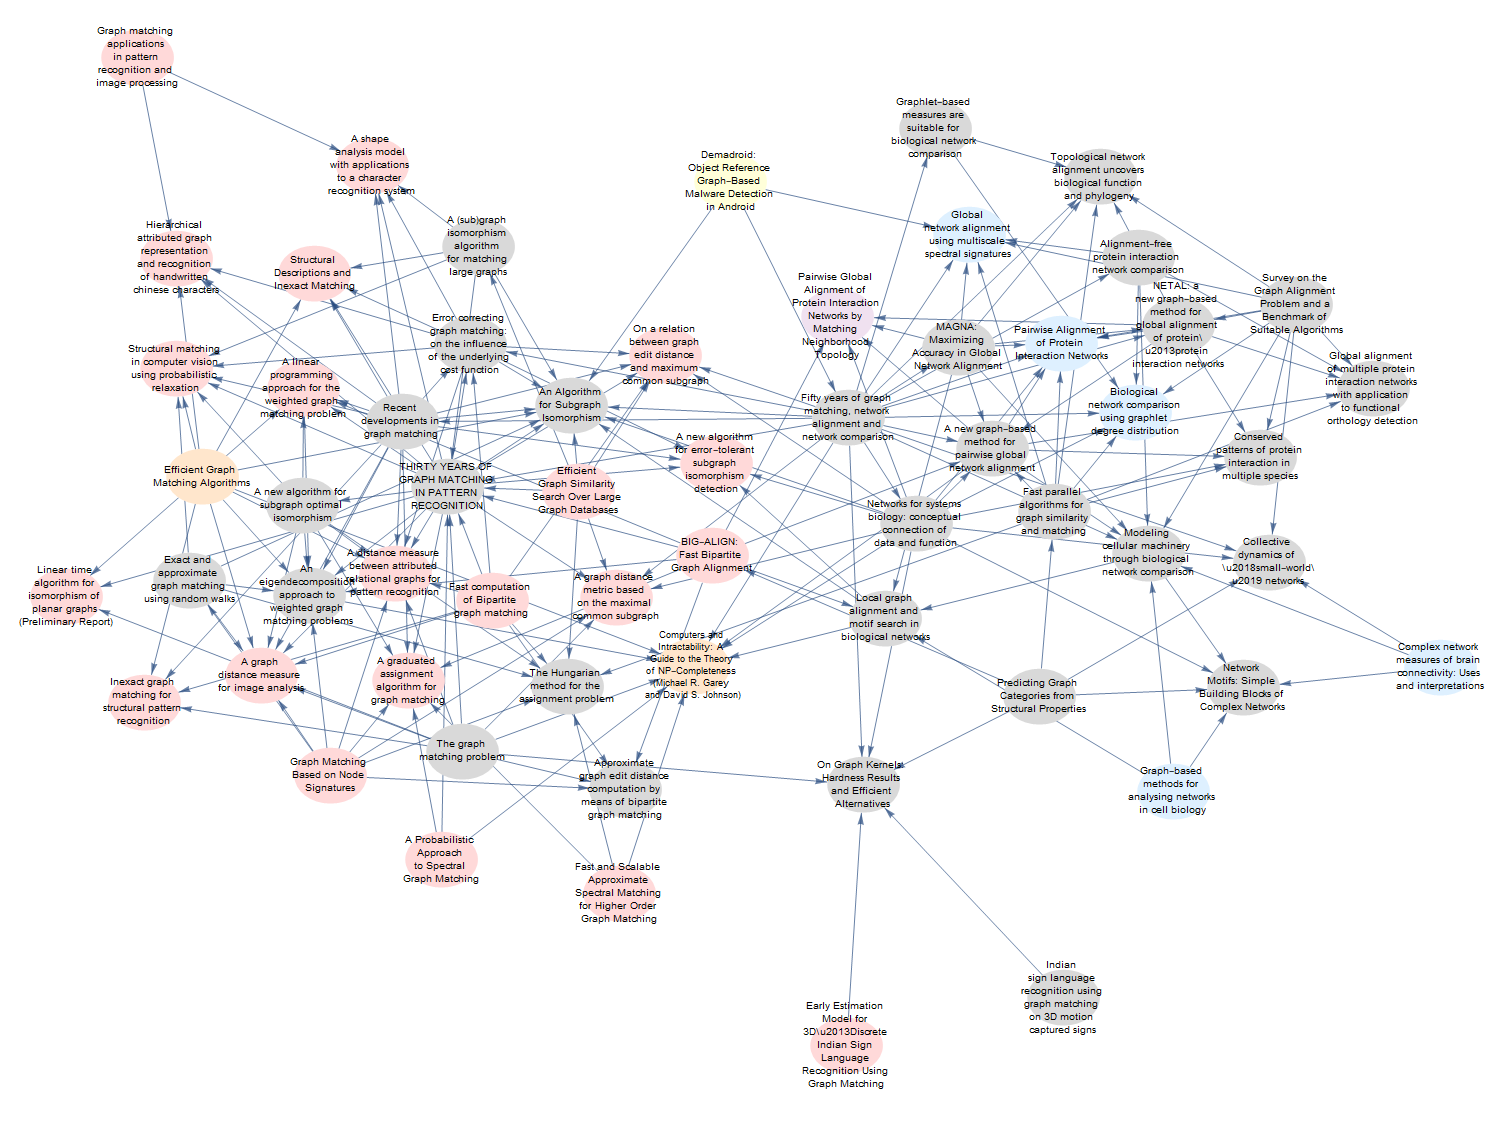 Graph matching
applications
in pattern
recognition and
image processing
A shape
analysis model
with applications
to a character
recognition system
Demadroid:
Object Reference
Graph–Based
Malware Detection
in Android
Graphlet–based
measures are
suitable for
biological network
comparison
Topological network
alignment uncovers
biological function
and phylogeny
Hierarchical
attributed graph
representation
and recognition
of handwritten
chinese characters
A (sub)graph
isomorphism
algorithm
for matching
large graphs
Structural
Descriptions and
Inexact Matching
Global
network alignment
using multiscale
spectral signatures
Alignment–free
protein interaction
network comparison
Pairwise Global
Alignment of
Protein Interaction
Networks by
Matching
Neighborhood
Topology
NETAL: a
new graph–based
method for
global alignment
of protein\
\u2013protein
interaction networks
Survey on the
Graph Alignment
Problem and a
Benchmark of
Suitable Algorithms
Error correcting
graph matching:
on the influence
of the underlying
cost function
On a relation
between graph
edit distance
and maximum
common subgraph
MAGNA:
Maximizing
Accuracy in Global
Network Alignment
Pairwise Alignment
of Protein
Interaction Networks
Structural matching
in computer vision
using probabilistic
relaxation
A linear
programming
approach for the
weighted graph
matching problem
Global alignment
of multiple protein
interaction networks
with application
to functional
orthology detection
Recent
developments in
graph matching
An Algorithm
for Subgraph
Isomorphism
Fifty years of graph
matching, network
alignment and
network comparison
Biological
network comparison
using graphlet
degree distribution
A new algorithm
for error–tolerant
subgraph
isomorphism
detection
A new graph–based
method for
pairwise global
network alignment
Conserved
patterns of protein
interaction in
multiple species
Efficient Graph
Matching Algorithms
THIRTY YEARS OF
GRAPH MATCHING
IN PATTERN
RECOGNITION
Efficient
Graph Similarity
Search Over Large
Graph Databases
A new algorithm for
subgraph optimal
isomorphism
Networks for systems
biology: conceptual
connection of
data and function
Fast parallel
algorithms for
graph similarity
and matching
BIG–ALIGN:
Fast Bipartite
Graph Alignment
Modeling
cellular machinery
through biological
network comparison
Collective
dynamics of
\u2018small–world\
\u2019 networks
Linear time
algorithm for
isomorphism of
planar graphs
(Preliminary Report)
Exact and
approximate
graph matching
using random walks
An
eigendecomposition
approach to
weighted graph
matching problems
A distance measure
between attributed
relational graphs for
pattern recognition
Fast computation
of Bipartite
graph matching
A graph distance
metric based
on the maximal
common subgraph
Local graph
alignment and
motif search in
biological networks
Computers and
Intractability: A
Guide to the Theory
of NP–Completeness
(Michael R. Garey
and David S. Johnson)
Complex network
measures of brain
connectivity: Uses
and interpretations
A graph
distance measure
for image analysis
A graduated
assignment
algorithm for
graph matching
The Hungarian
method for the
assignment problem
Network
Motifs: Simple
Building Blocks of
Complex Networks
Predicting Graph
Categories from
Structural Properties
Inexact graph
matching for
structural pattern
recognition
The graph
matching problem
Graph Matching
Based on Node
Signatures
Approximate
graph edit distance
computation by
means of bipartite
graph matching
On Graph Kernels:
Hardness Results
and Efficient
Alternatives
Graph–based
methods for
analysing networks
in cell biology
A Probabilistic
Approach
to Spectral
Graph Matching
Fast and Scalable
Approximate
Spectral Matching
for Higher Order
Graph Matching
Indian
sign language
recognition using
graph matching
on 3D motion
captured signs
Early Estimation
Model for
3D\u2013Discrete
Indian Sign
Language
Recognition Using
Graph Matching